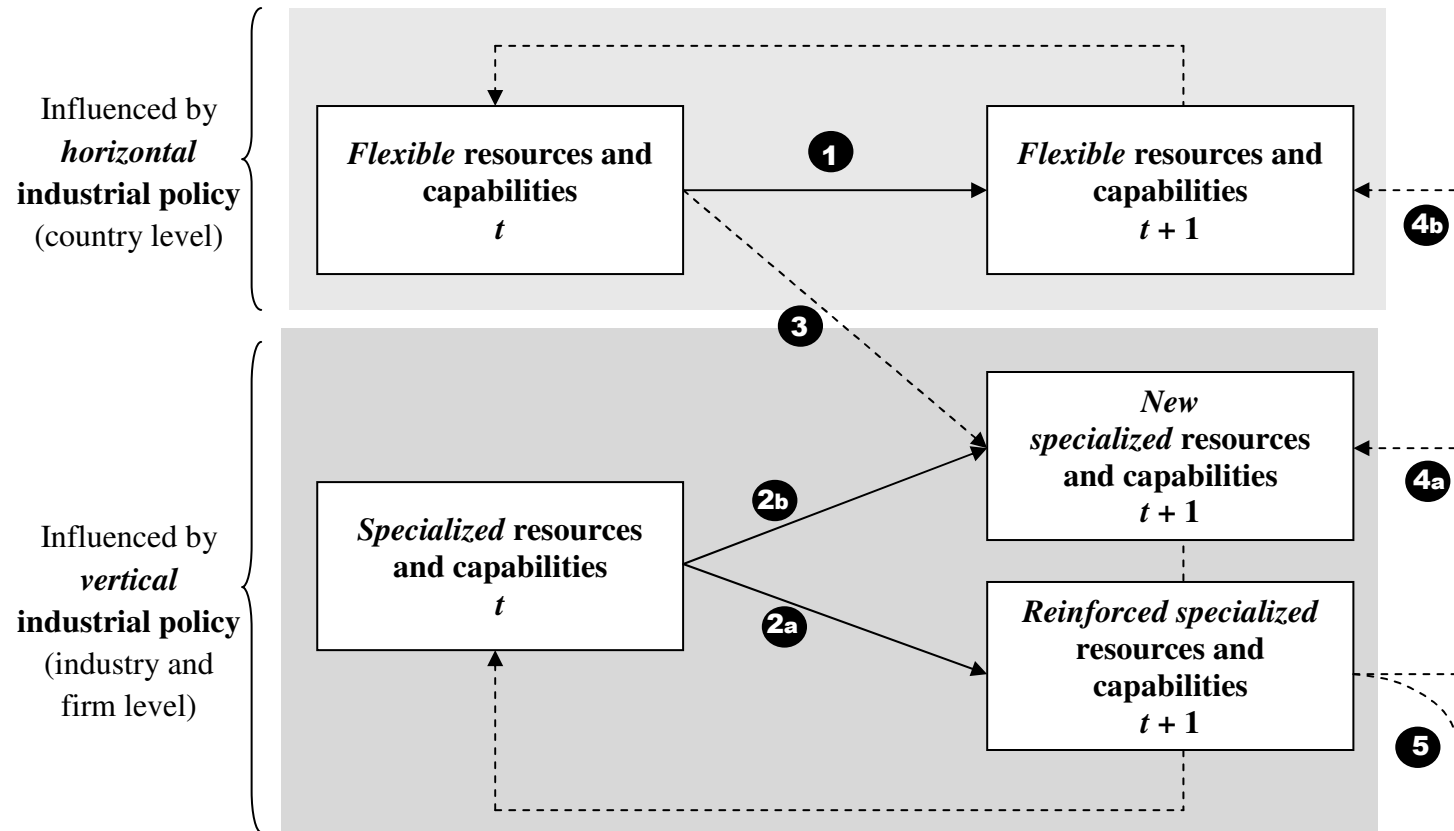 Influenced by
horizontal
industrial policy
(country level)
Flexible resources and
capabilities
t
1
Flexible resources and
capabilities
t + 1
4b
3
Influenced by
vertical
industrial policy
(industry and
firm level)
Specialized resources
and capabilities
t
2b
2a
New
specialized resources
and capabilities
t + 1
4a
Reinforced specialized
resources and
capabilities
t + 1
5